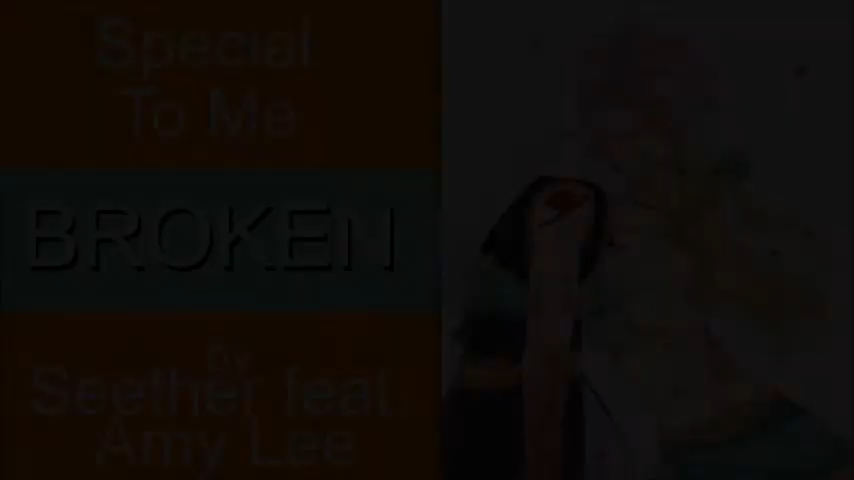 Special
To Me
BROKEN
By
Seether feat.
Amy Lee